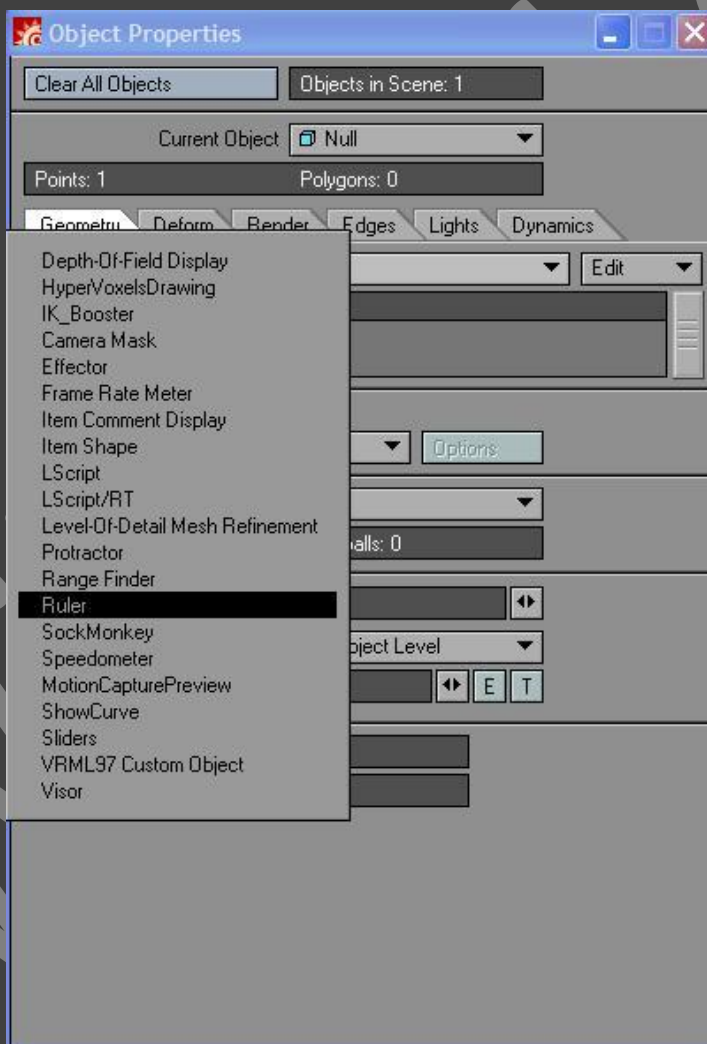 Object Properties
Clear All Objects Objects in Scene: 1
Current Object Null
Points: 1 Polygons: 0
Geometry Deform Render Edges Lights Dynamics
Edit
Depth-Of-Field Display
HyperVoxelsDrawing
IK_Booster
Camera Mask
Effector
Frame Rate Meter
Item Comment Display
Item Shape
Options
LScript
LScript/RT
Level-Of-Detail Mesh Refinement
Protractor
alls: 0
Range Finder
Ruler
SockMonkey
bject Level
Speedometer
MotionCapturePreview
E T
ShowCurve
Sliders
VRML97 Custom Object
Visor